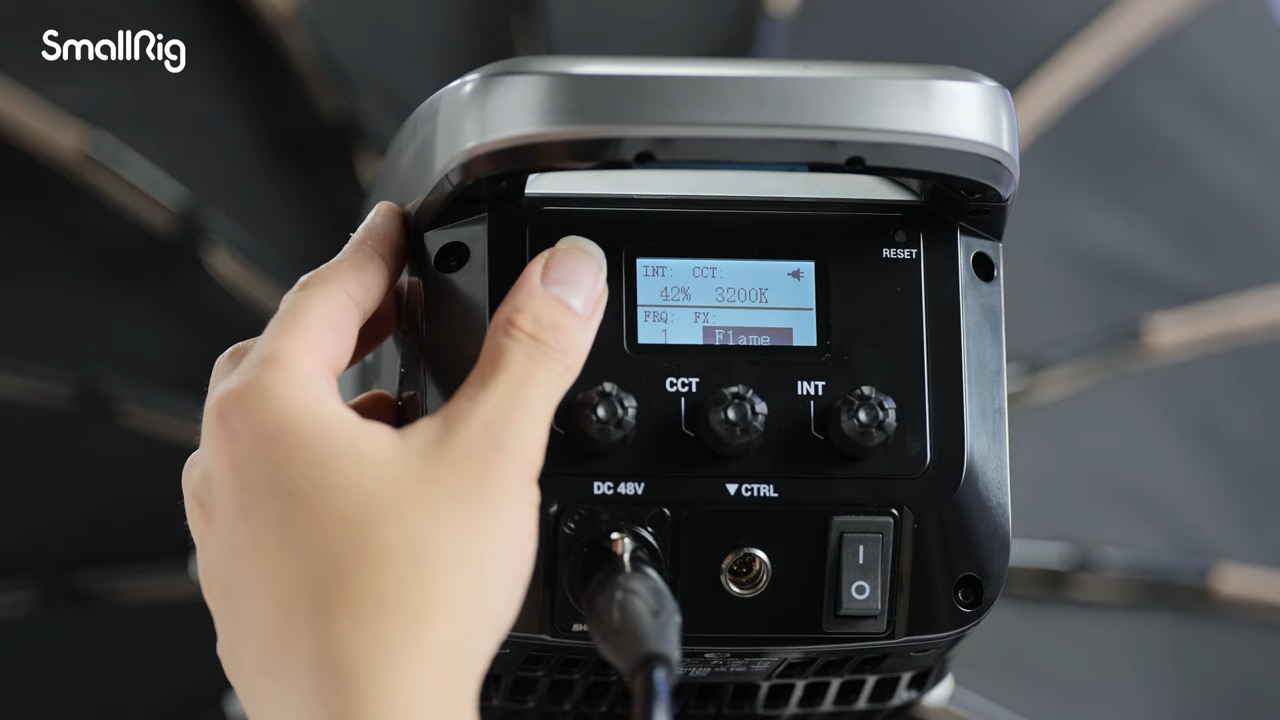 SmallRig
RESET
INT: CCT:
42% 3200K
FRQ: FX:
1 Flame
CCT
INT
DC 48V
▼CTRL